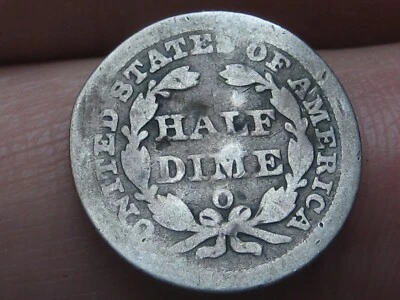 UNITED STATES OF AMERICA
HALF
DIME
O